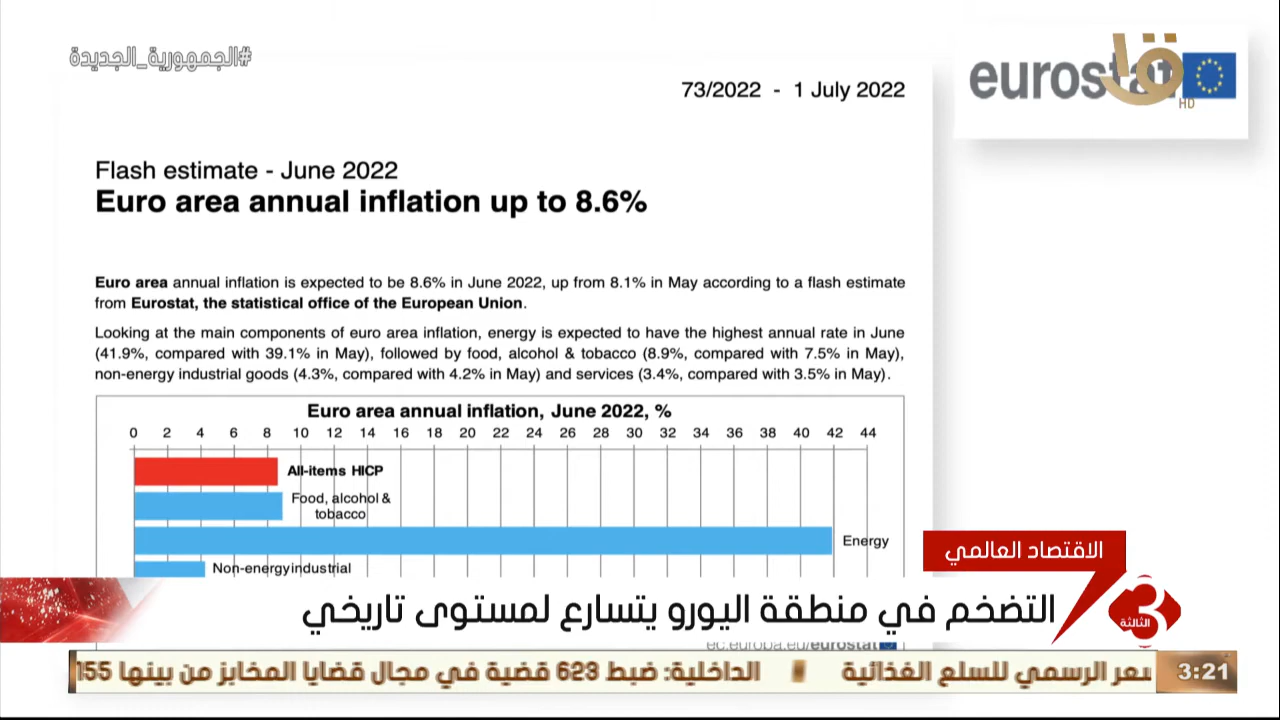 #الجمهورية_الجديدة
eurostat
HD
73/2022 - 1 July 2022
Flash estimate - June 2022
Euro area annual inflation up to 8.6%
Euro area annual inflation is expected to be 8.6% in June 2022, up from 8.1% in May according to a flash estimate
from Eurostat, the statistical office of the European Union.
Looking at the main components of euro area inflation, energy is expected to have the highest annual rate in June
(41.9%, compared with 39.1% in May), followed by food, alcohol & tobacco (8.9%, compared with 7.5% in May),
non-energy industrial goods (4.3%, compared with 4.2% in May) and services (3.4%, compared with 3.5% in May).
Euro area annual inflation, June 2022, %
0 2 4 6 8 10 12 14 16 18 20 22 24 26 28 30 32 34 36 38 40 42 44
All-items HICP
Food, alcohol &
tobacco
Energy
Non-energy industrial
الاقتصاد العالمي
التضخم في منطقة اليورو يتسارع لمستوى تاريخي
3
الثالثة
ec.europa.eu/eurostat
3:21
سعر الرسمي للسلع الغذائية
الداخلية: ضبط 623 قضية في مجال قضايا المخابز من بينها 155